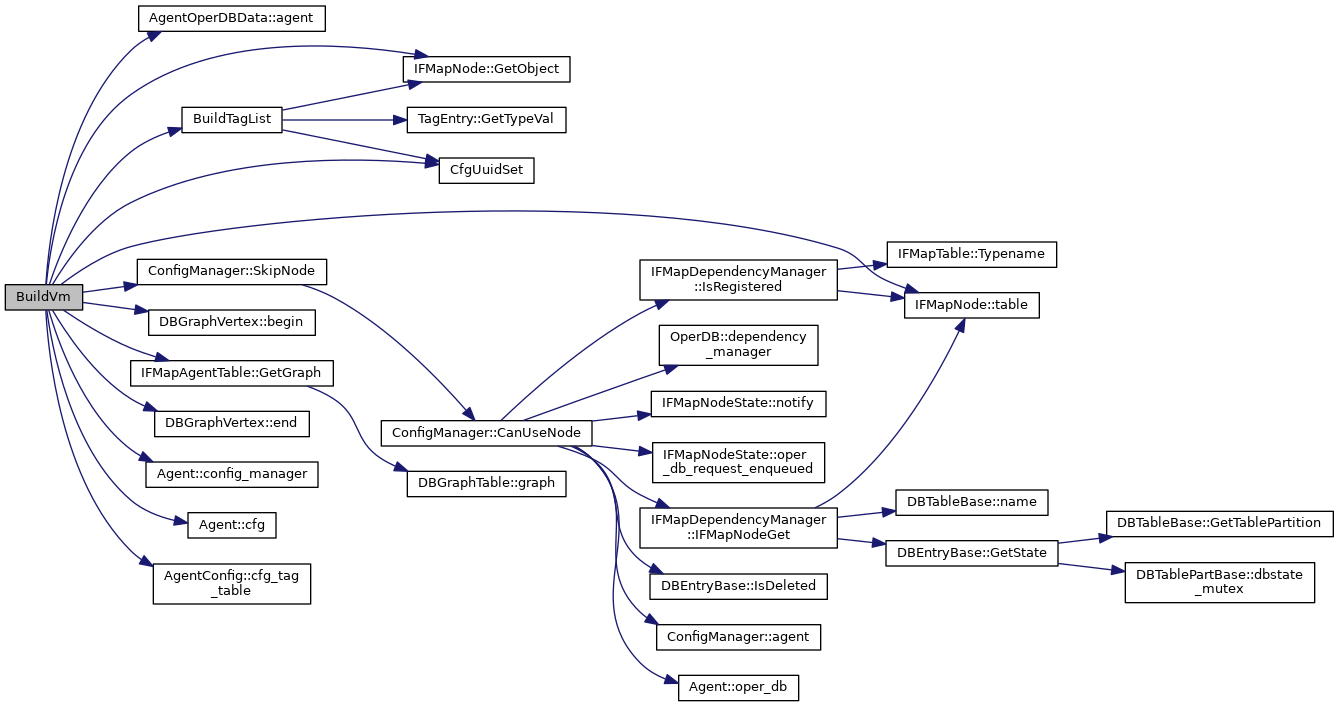 BuildVm
AgentOperDBData::agent
IFMapNode::GetObject
BuildTagList
TagEntry::GetTypeVal
CfgUuidSet
ConfigManager::SkipNode
DBGraphVertex::begin
IFMapAgentTable::GetGraph
DBGraphVertex::end
Agent::config_manager
Agent::cfg
AgentConfig::cfg_tag
_table
ConfigManager::CanUseNode
DBGraphTable::graph
IFMapDependencyManager
::IsRegistered
OperDB::dependency
_manager
IFMapNodeState::notify
IFMapNodeState::oper
_db_request_enqueued
IFMapDependencyManager
::IFMapNodeGet
DBEntryBase::IsDeleted
ConfigManager::agent
Agent::oper_db
IFMapTable::Typename
IFMapNode::table
DBTableBase::name
DBEntryBase::GetState
DBTableBase::GetTablePartition
DBTablePartBase::dbstate
_mutex